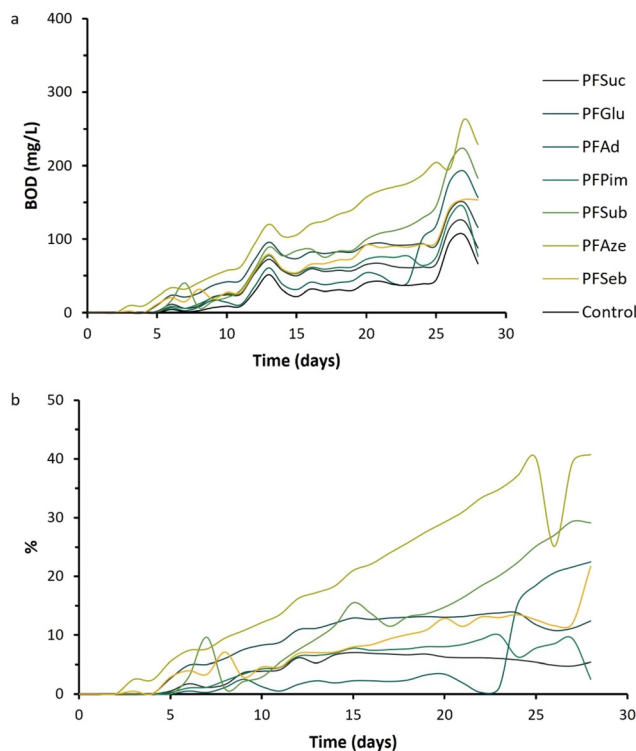 a
400
300
200
100
0
BOD (mg/L)
0 5 10 15 20 25 30
Time (days)
PFSuc
PFGlu
PFAd
PFPim
PFSub
PFAze
PFSeb
Control
b
50
40
30
20
10
0
%
0 5 10 15 20 25 30
Time (days)